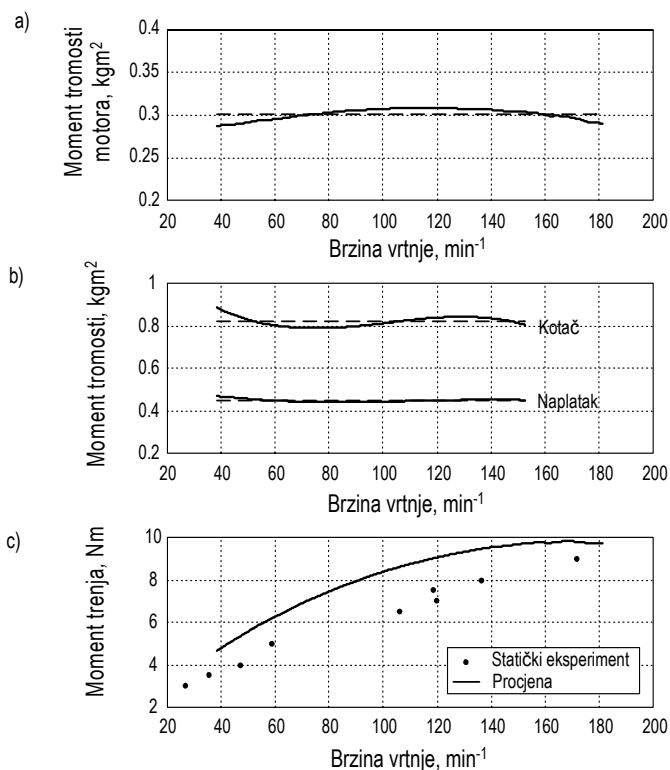 a)
Moment tromosti
motora, kgm²
0.4
0.35
0.3
0.25
0.2
20 40 60 80 100 120 140 160 180 200
Brzina vrtnje, min⁻¹
b)
Moment tromosti, kgm²
1
0.8
0.6
0.4
0.2
Kotač
Naplatak
20 40 60 80 100 120 140 160 180 200
Brzina vrtnje, min⁻¹
c)
Moment trenja, Nm
10
8
6
4
2
Statički eksperiment
Procjena
20 40 60 80 100 120 140 160 180 200
Brzina vrtnje, min⁻¹